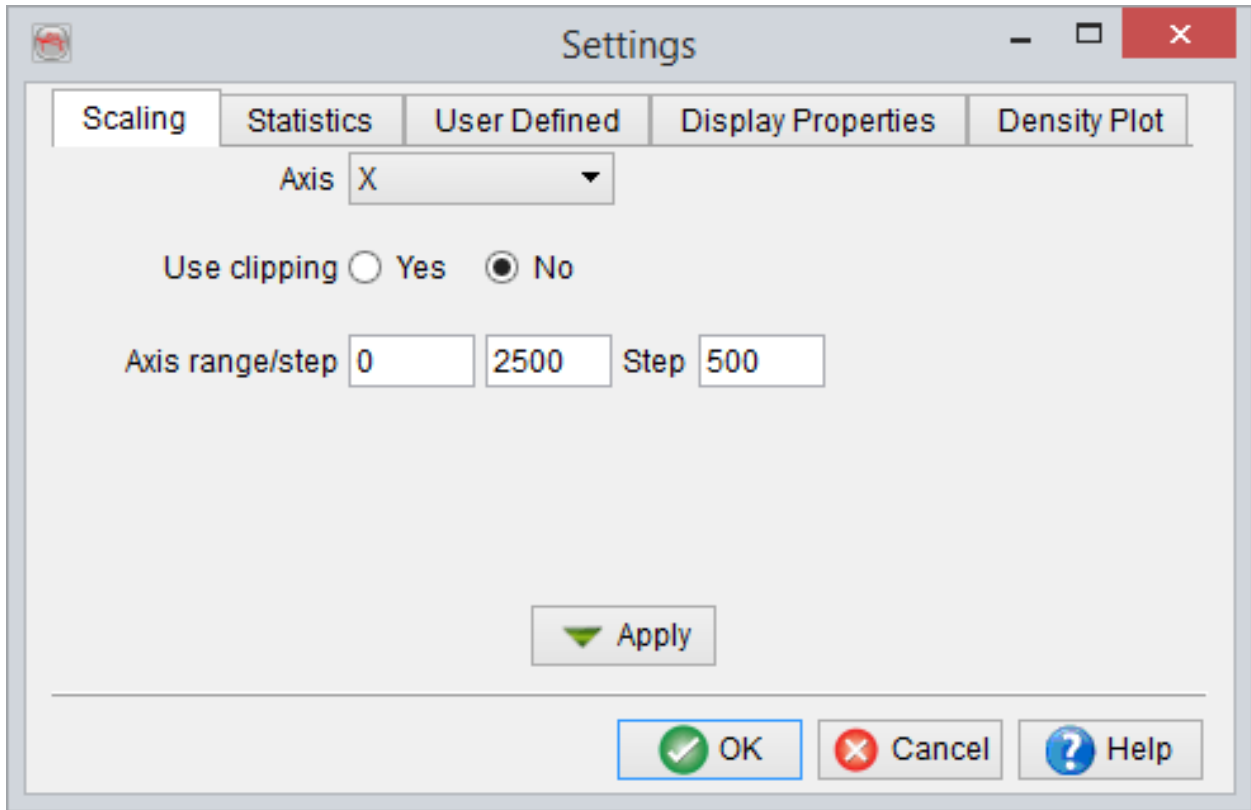 Settings
Scaling Statistics User Defined Display Properties Density Plot
Axis X
Use clipping Yes No
Axis range/step 0 2500 Step 500
Apply
OK Cancel Help